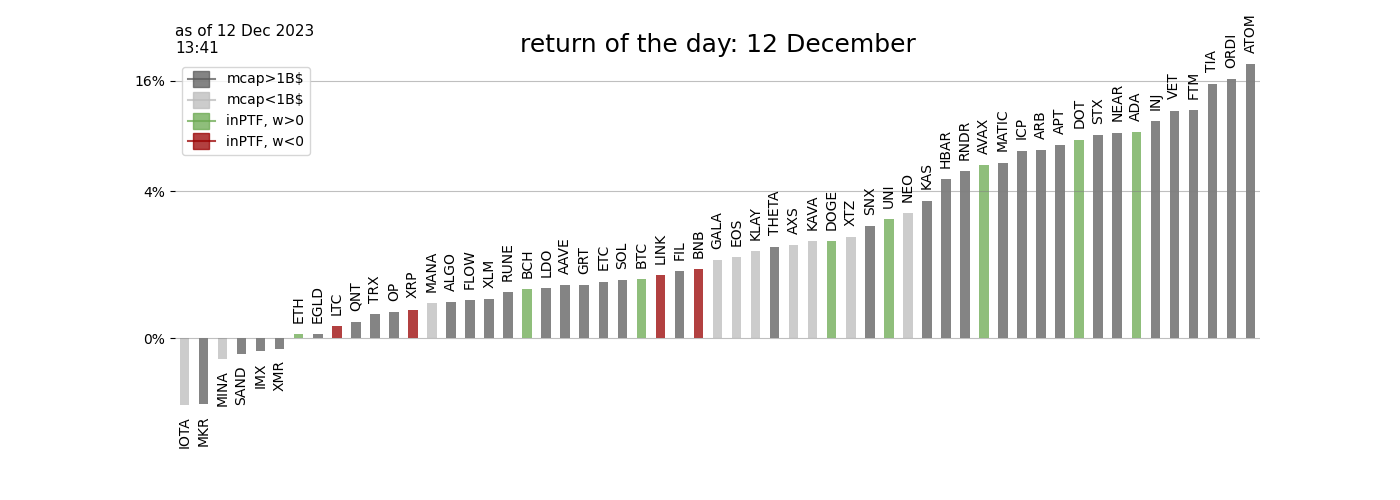 as of 12 Dec 2023
13:41
return of the day: 12 December
mcap>1B$
mcap<1B$
inPTF, w>0
inPTF, w<0
16%
4%
0%
IOTA
MKR
MINA
SAND
IMX
XMR
ETH
EGLD
LTC
QNT
TRX
OP
XRP
MANA
ALGO
FLOW
XLM
RUNE
BCH
LDO
AAVE
GRT
ETC
SOL
BTC
LINK
FIL
BNB
GALA
EOS
KLAY
THETA
AXS
KAVA
DOGE
XTZ
SNX
UNI
NEO
KAS
HBAR
RNDR
AVAX
MATIC
ICP
ARB
APT
DOT
STX
NEAR
ADA
INJ
VET
FTM
TIA
ORDI
ATOM